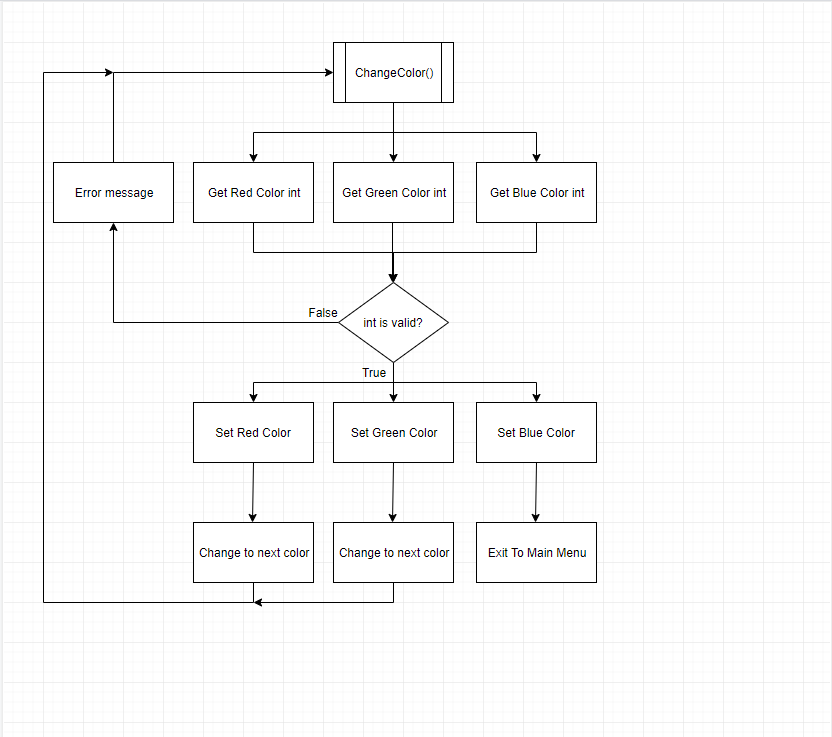 ChangeColor()
Error message
Get Red Color int
Get Green Color int
Get Blue Color int
False
int is valid?
True
Set Red Color
Set Green Color
Set Blue Color
Change to next color
Change to next color
Exit To Main Menu